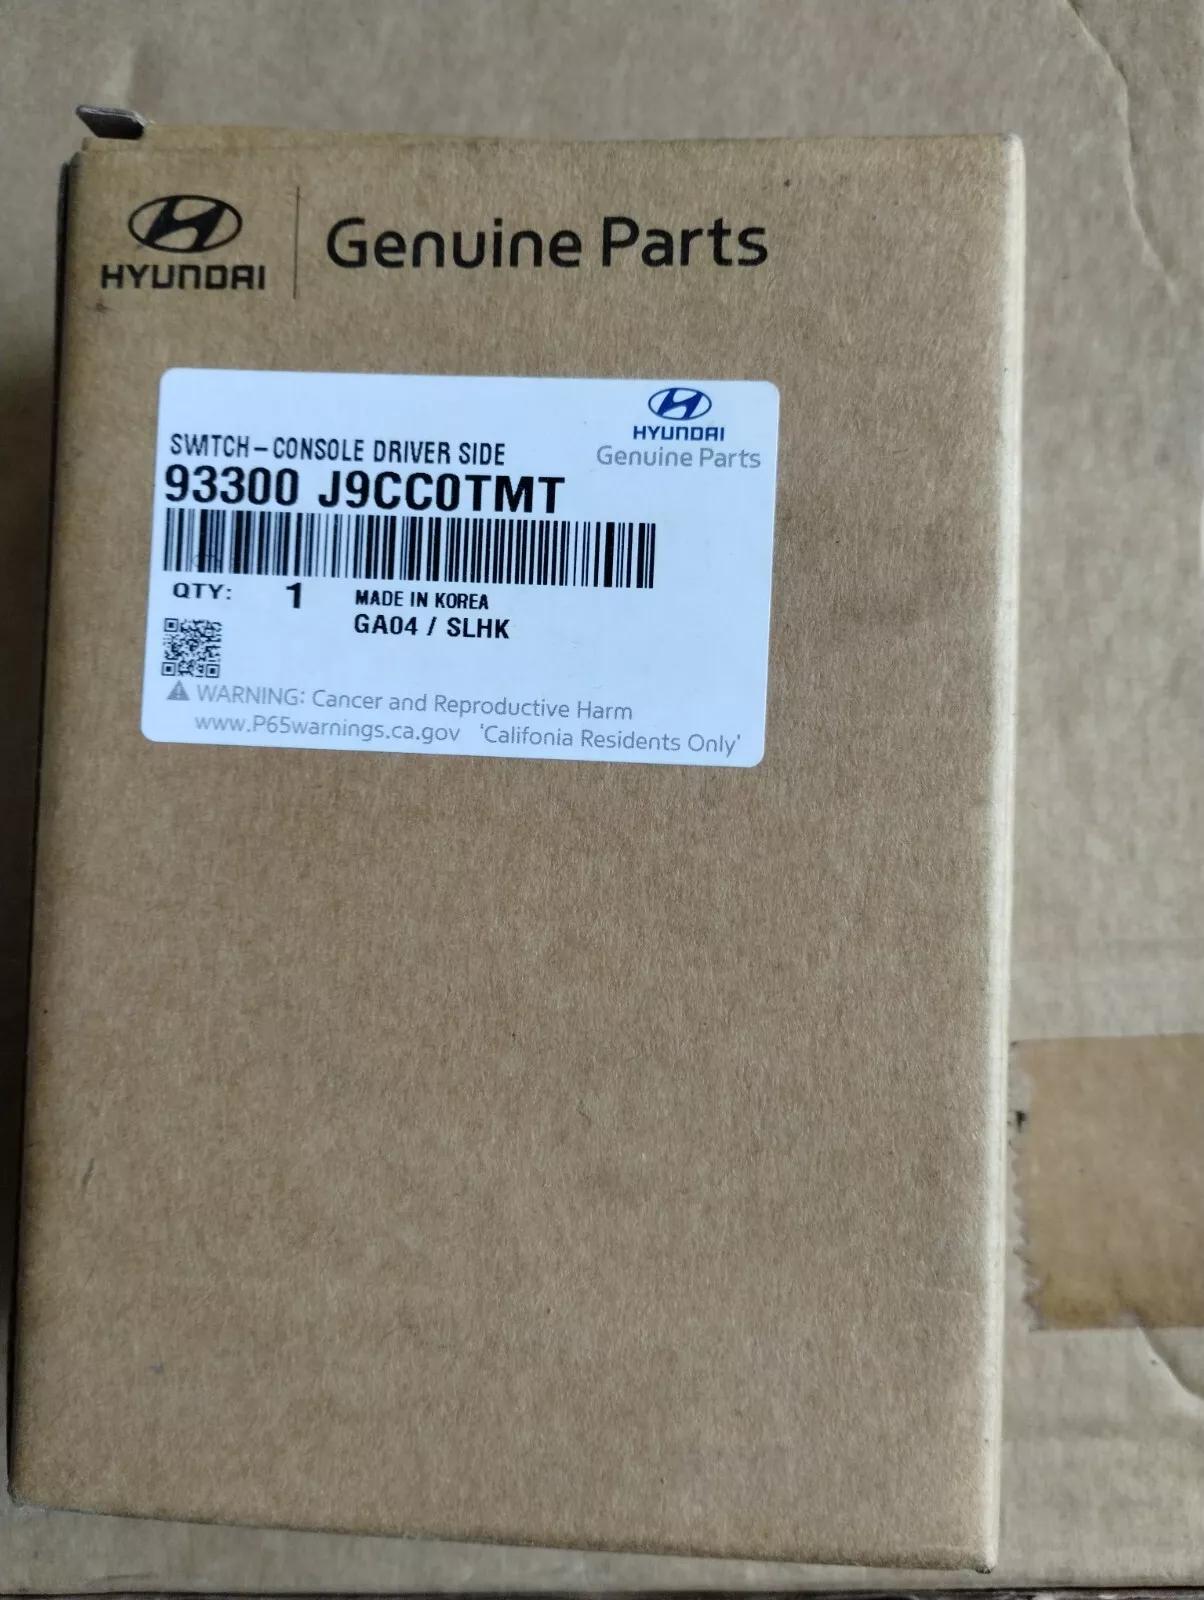 HYUNDAI
Genuine Parts
HYUNDAI
Genuine Parts
SWITCH-CONSOLE DRIVER SIDE
93300 J9CC0TMT
QTY: 1
MADE IN KOREA
GA04 / SLHK
WARNING: Cancer and Reproductive Harm
www.P65warnings.ca.gov 'Califonia Residents Only'